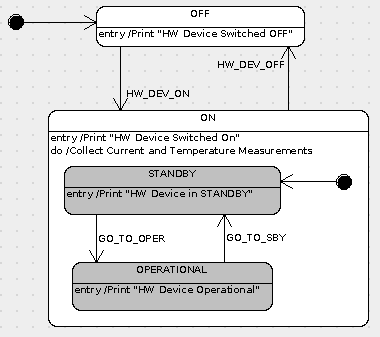 OFF
entry /Print "HW Device Switched OFF"
HW_DEV_OFF
HW_DEV_ON
ON
entry /Print "HW Device Switched On"
do /Collect Current and Temperature Measurements
STANDBY
entry /Print "HW Device in STANDBY"
GO_TO_OPER
GO_TO_SBY
OPERATIONAL
entry /Print "HW Device Operational"